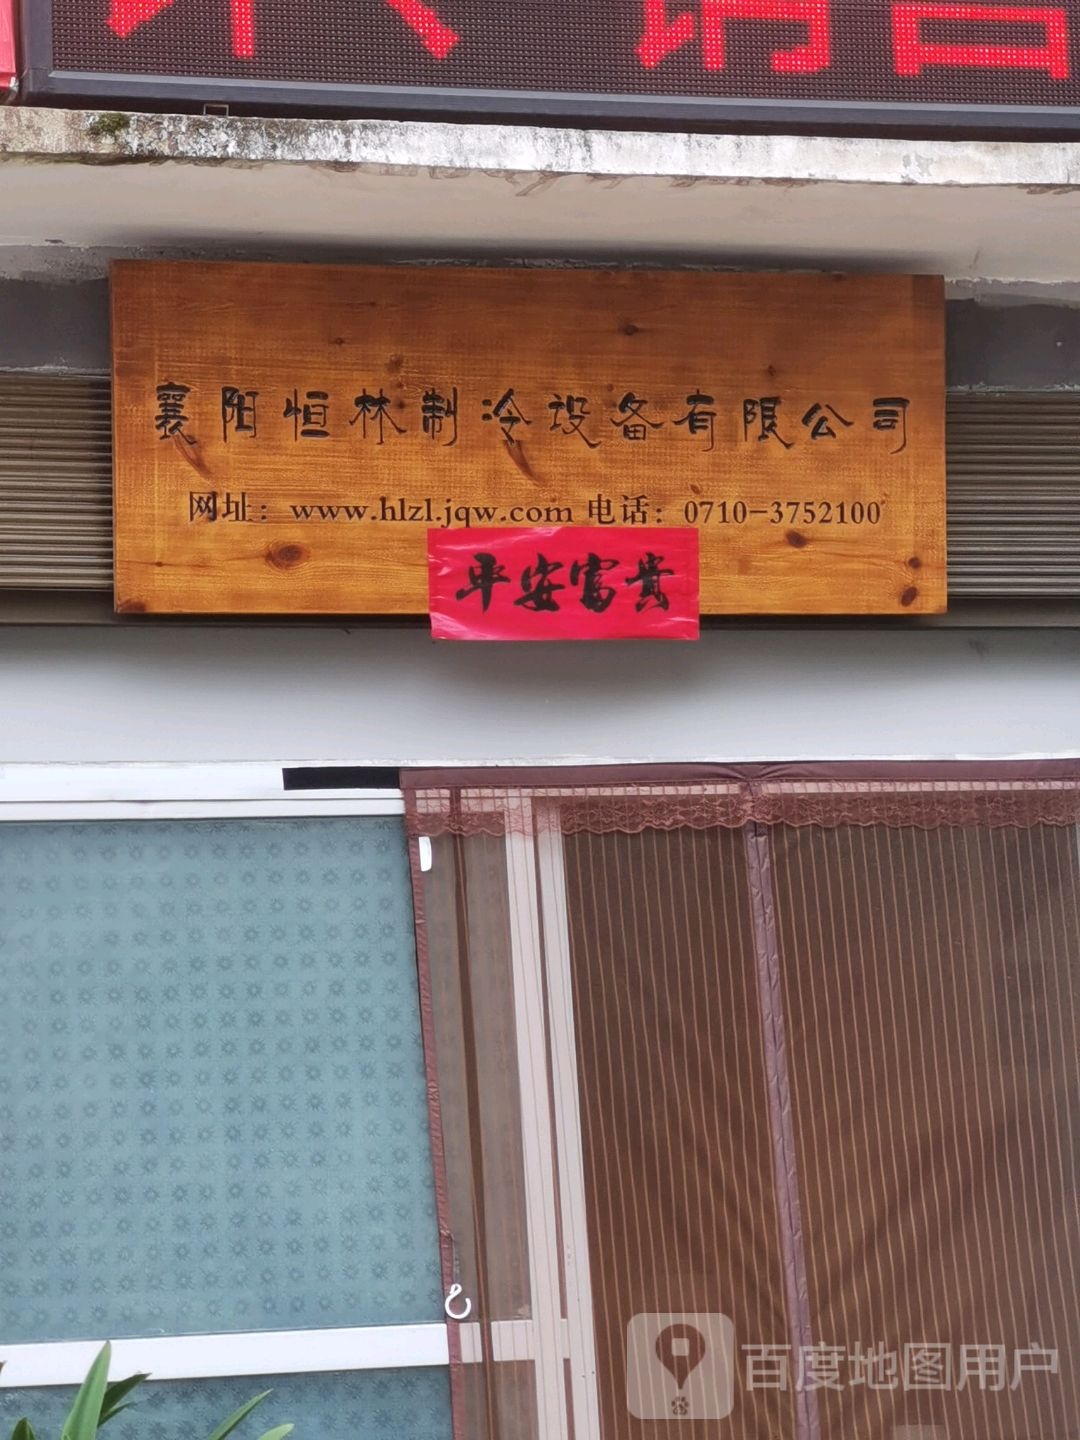 襄阳恒林制冷设备有限公司
网址：www.hlzl.jqw.com 电话：0710-3752100
平安富贵
百度地图用户